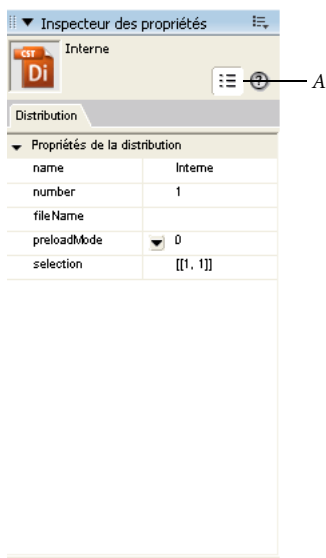 Inspecteur des propriétés
CST
Di
Interne
?
A
Distribution
Propriétés de la distribution
name Interne
number 1
fileName
preloadMode 0
selection [[1, 1]]